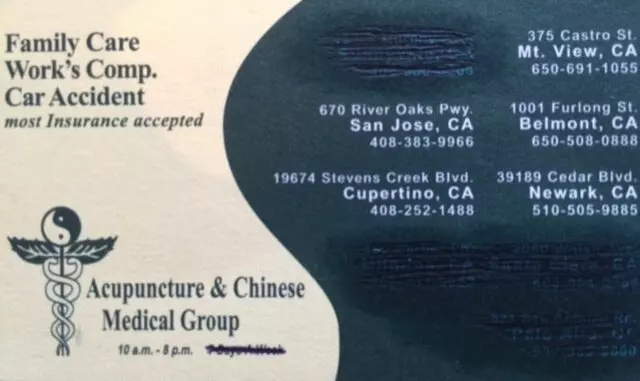 Family Care
Work's Comp.
Car Accident
most Insurance accepted
Acupuncture & Chinese
Medical Group
10 a.m. - 8 p.m. 7 Days A Week
375 Castro St.
Mt. View, CA
650-691-1055
670 River Oaks Pwy.
San Jose, CA
408-383-9966
1001 Furlong St.
Belmont, CA
650-508-0888
19674 Stevens Creek Blvd.
Cupertino, CA
408-252-1488
39189 Cedar Blvd.
Newark, CA
510-505-9885